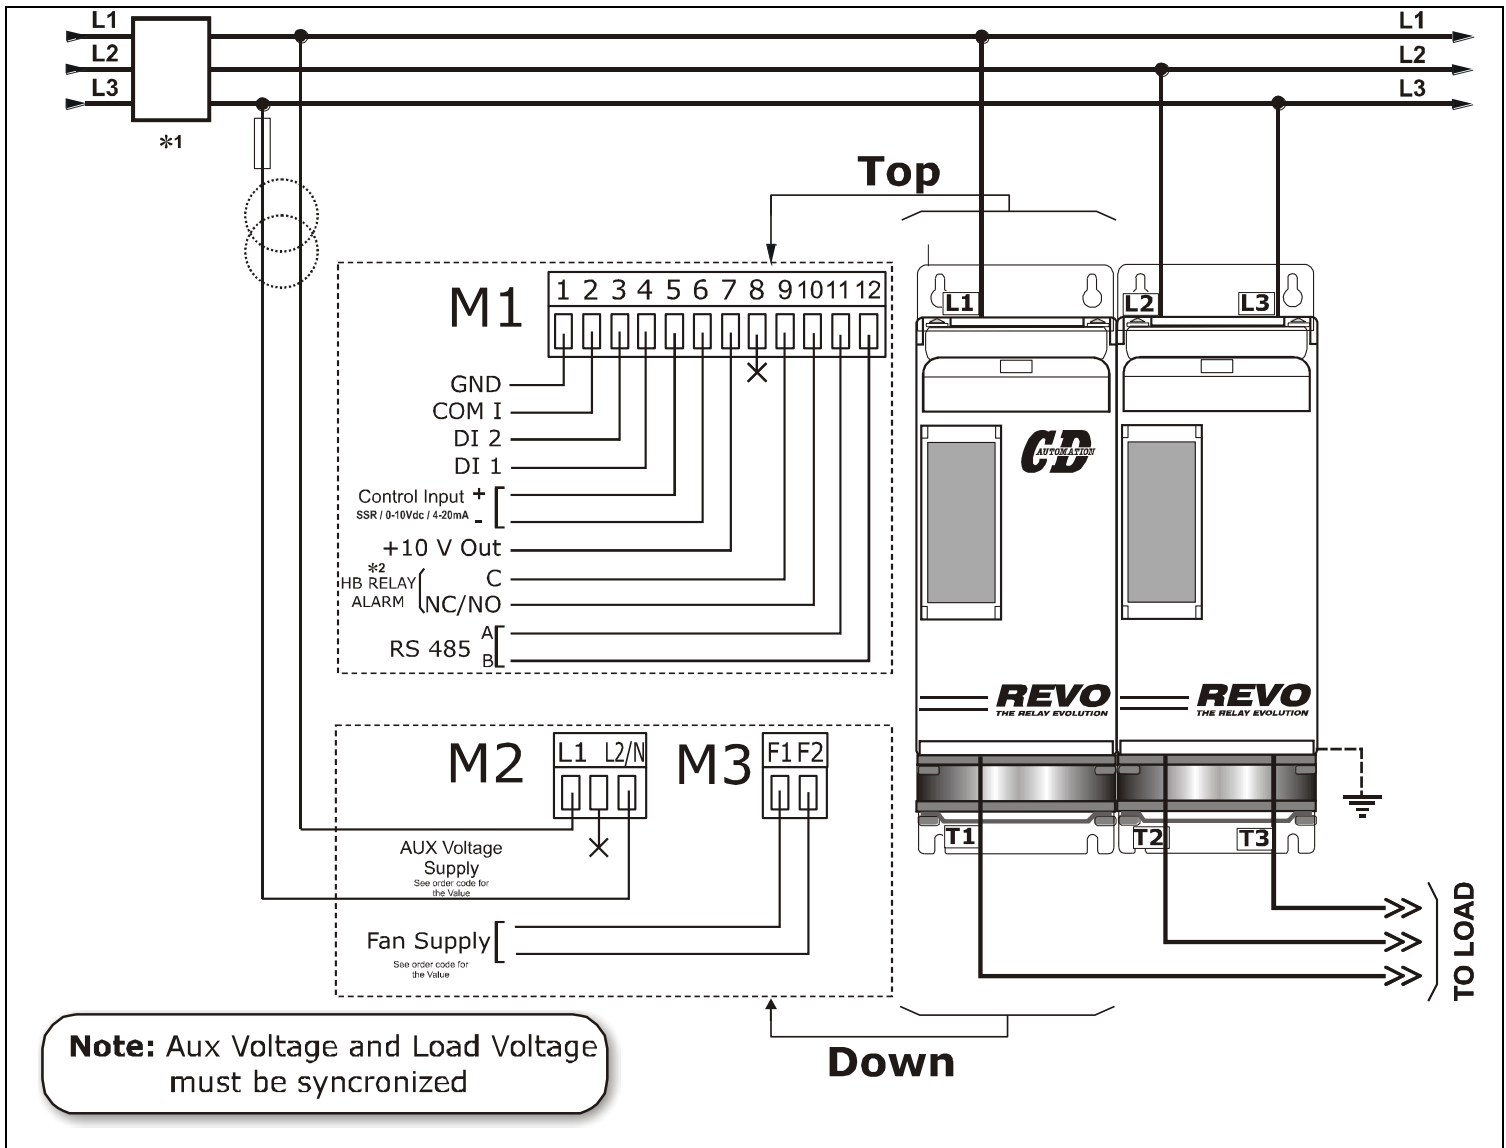 L1
L2
L3
*1
L1
L2
L3
Top
M1
1 2 3 4 5 6 7 8 9 10 11 12
GND
COM I
DI 2
DI 1
Control Input + -
SSR / 0-10Vdc / 4-20mA
+10 V Out
*2
HB RELAY
ALARM
C
NC/NO
RS 485
A
B
L1
L2 L3
CD
AUTOMATION
REVO
THE RELAY EVOLUTION
REVO
THE RELAY EVOLUTION
M2
L1 L2/N
M3
F1 F2
AUX Voltage
Supply
See order code for
the Value
Fan Supply
See order code for
the Value
T1
T2 T3
TO LOAD
Down
Note: Aux Voltage and Load Voltage
must be syncronized